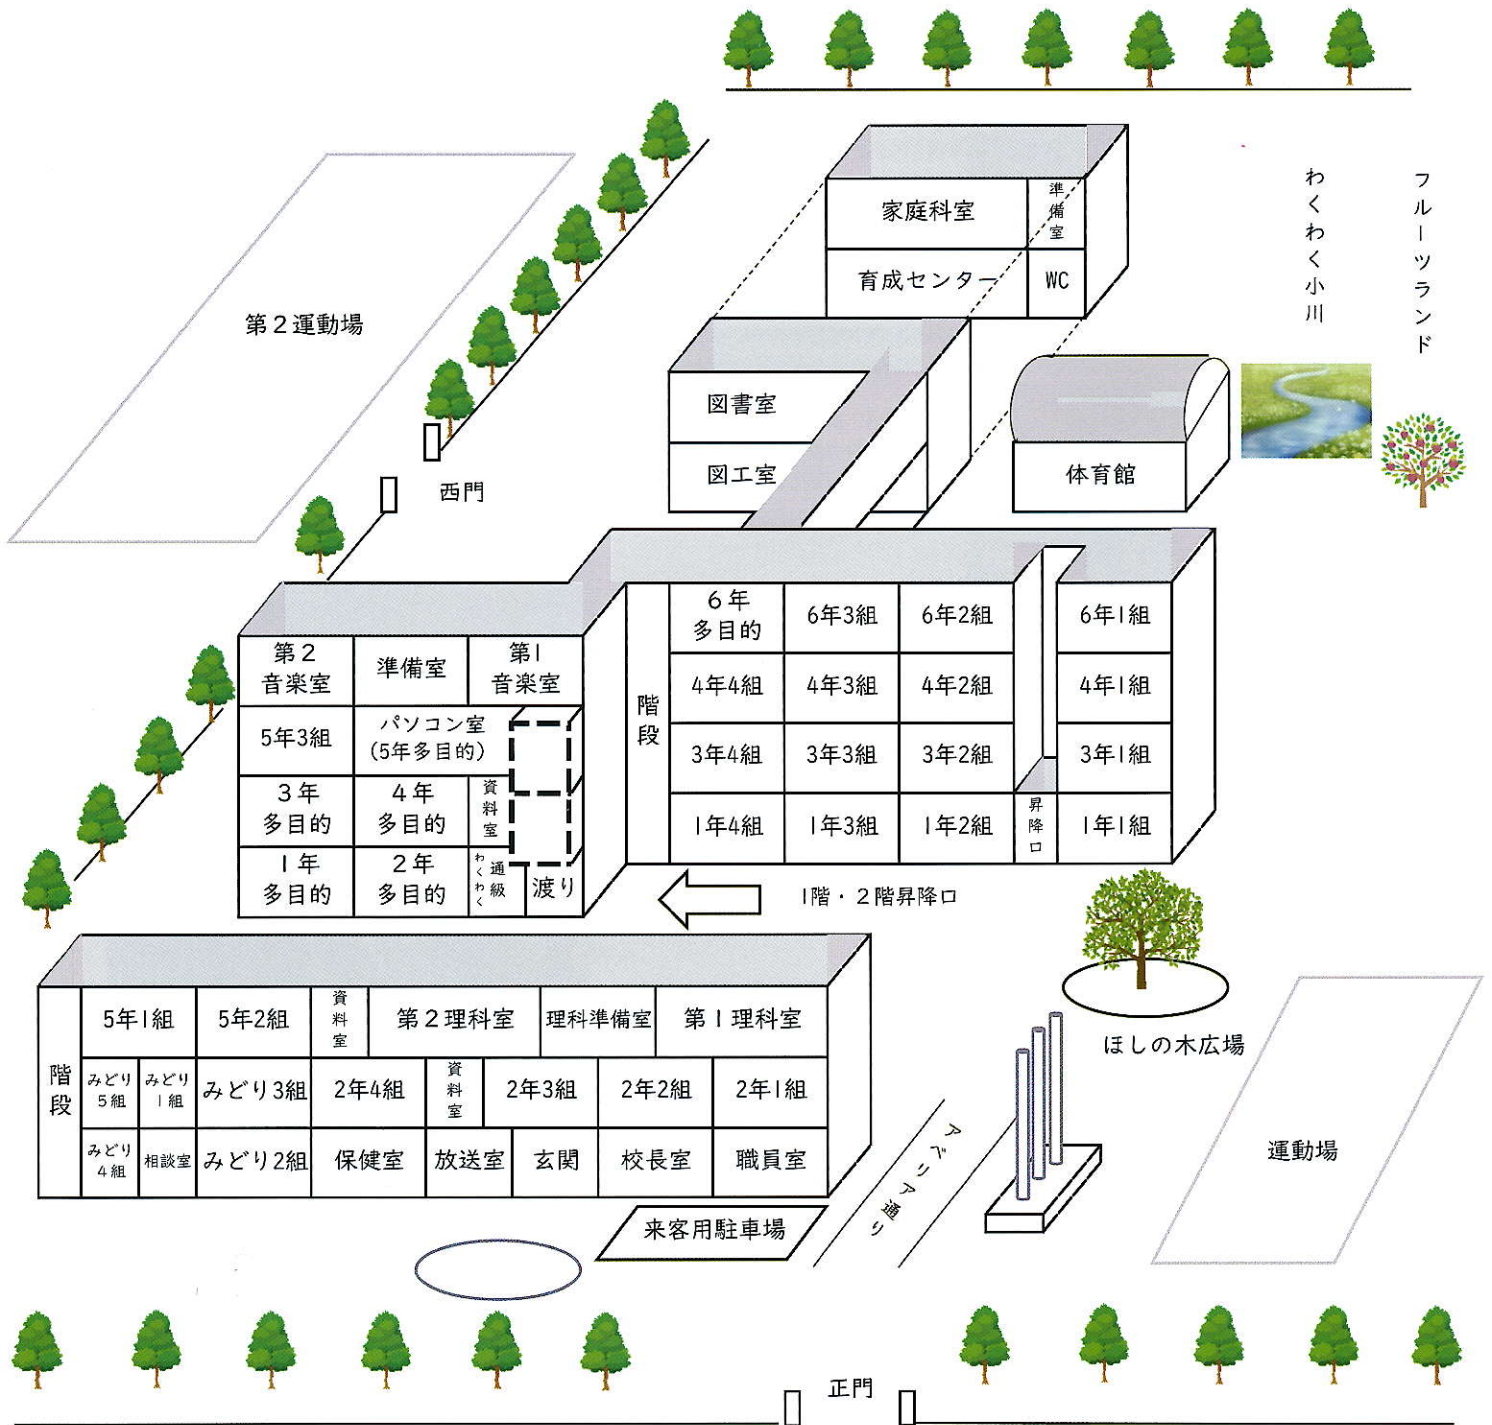 家庭科室
準備室
育成センター
WC
わくわく小川
フルーツランド
第2運動場
図書室
図工室
体育館
西門
第2
音楽室
準備室
第1
音楽室
5年3組
パソコン室
(5年多目的)
3年
多目的
4年
多目的
資料室
1年
多目的
2年
多目的
わくわく
通級
渡り
階段
6年
多目的
6年3組
6年2組
6年1組
4年4組
4年3組
4年2組
4年1組
3年4組
3年3組
3年2組
3年1組
1年4組
1年3組
1年2組
昇降口
1年1組
1階・2階昇降口
階段
5年1組
5年2組
資料室
第2理科室
理科準備室
第1理科室
みどり
5組
みどり
1組
みどり3組
2年4組
資料室
2年3組
2年2組
2年1組
みどり
4組
相談室
みどり2組
保健室
放送室
玄関
校長室
職員室
ほしの木広場
アベリア通り
運動場
来客用駐車場
正門